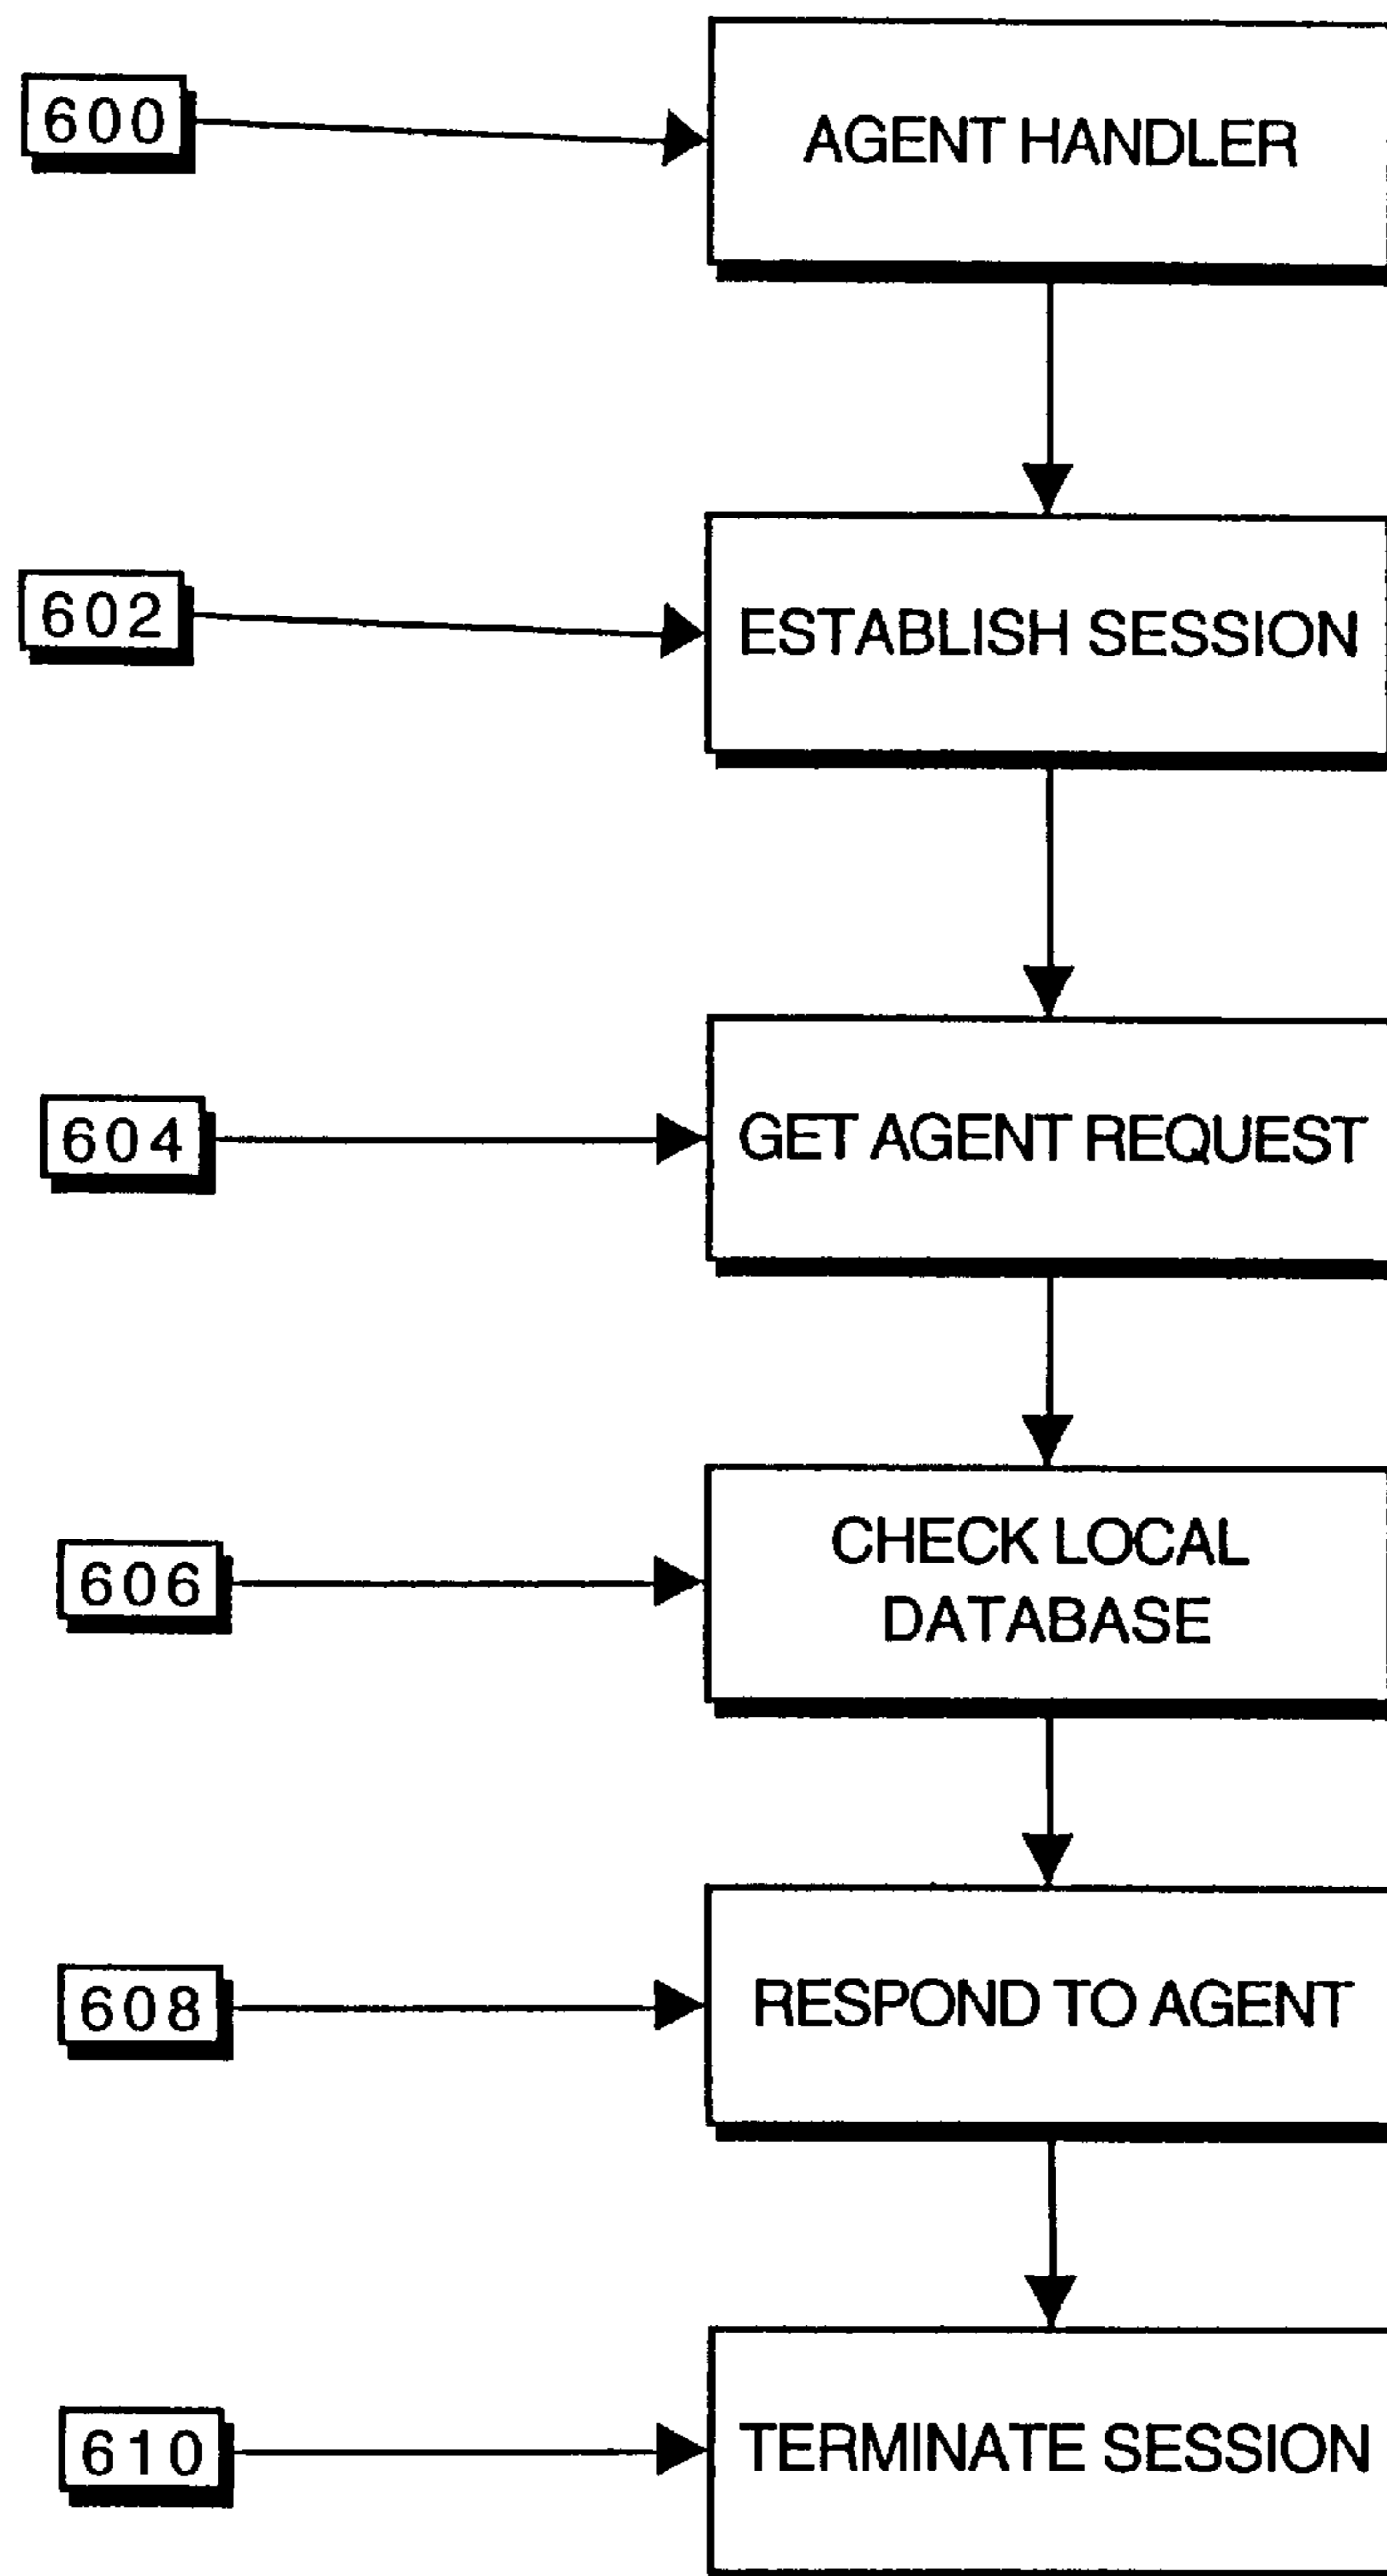 600
AGENT HANDLER
602
ESTABLISH SESSION
604
GET AGENT REQUEST
606
CHECK LOCAL
DATABASE
608
RESPOND TO AGENT
610
TERMINATE SESSION